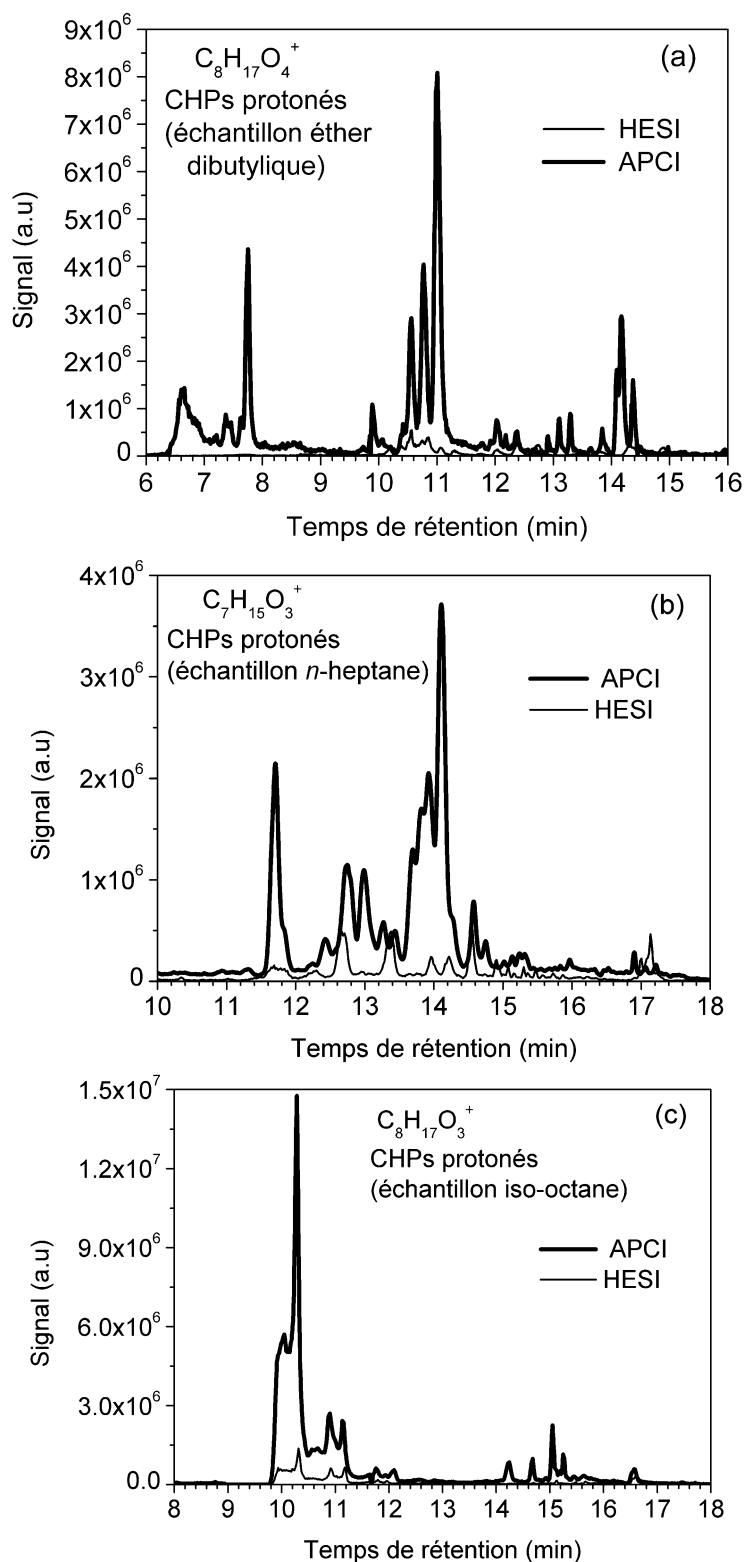 (a)
C₈H₁₇O₄⁺
CHPs protonés
(échantillon éther
dibutylique)
HESI
APCI
9x10⁶
8x10⁶
7x10⁶
6x10⁶
5x10⁶
4x10⁶
3x10⁶
2x10⁶
1x10⁶
0
Signal (a.u)
6 7 8 9 10 11 12 13 14 15 16
Temps de rétention (min)
(b)
C₇H₁₅O₃⁺
CHPs protonés
(échantillon n-heptane)
APCI
HESI
4x10⁶
3x10⁶
2x10⁶
1x10⁶
0
Signal (a.u)
10 11 12 13 14 15 16 17 18
Temps de rétention (min)
(c)
C₈H₁₇O₃⁺
CHPs protonés
(échantillon iso-octane)
APCI
HESI
1.5x10⁷
1.2x10⁷
9.0x10⁶
6.0x10⁶
3.0x10⁶
0.0
Signal (a.u)
8 9 10 11 12 13 14 15 16 17 18
Temps de rétention (min)